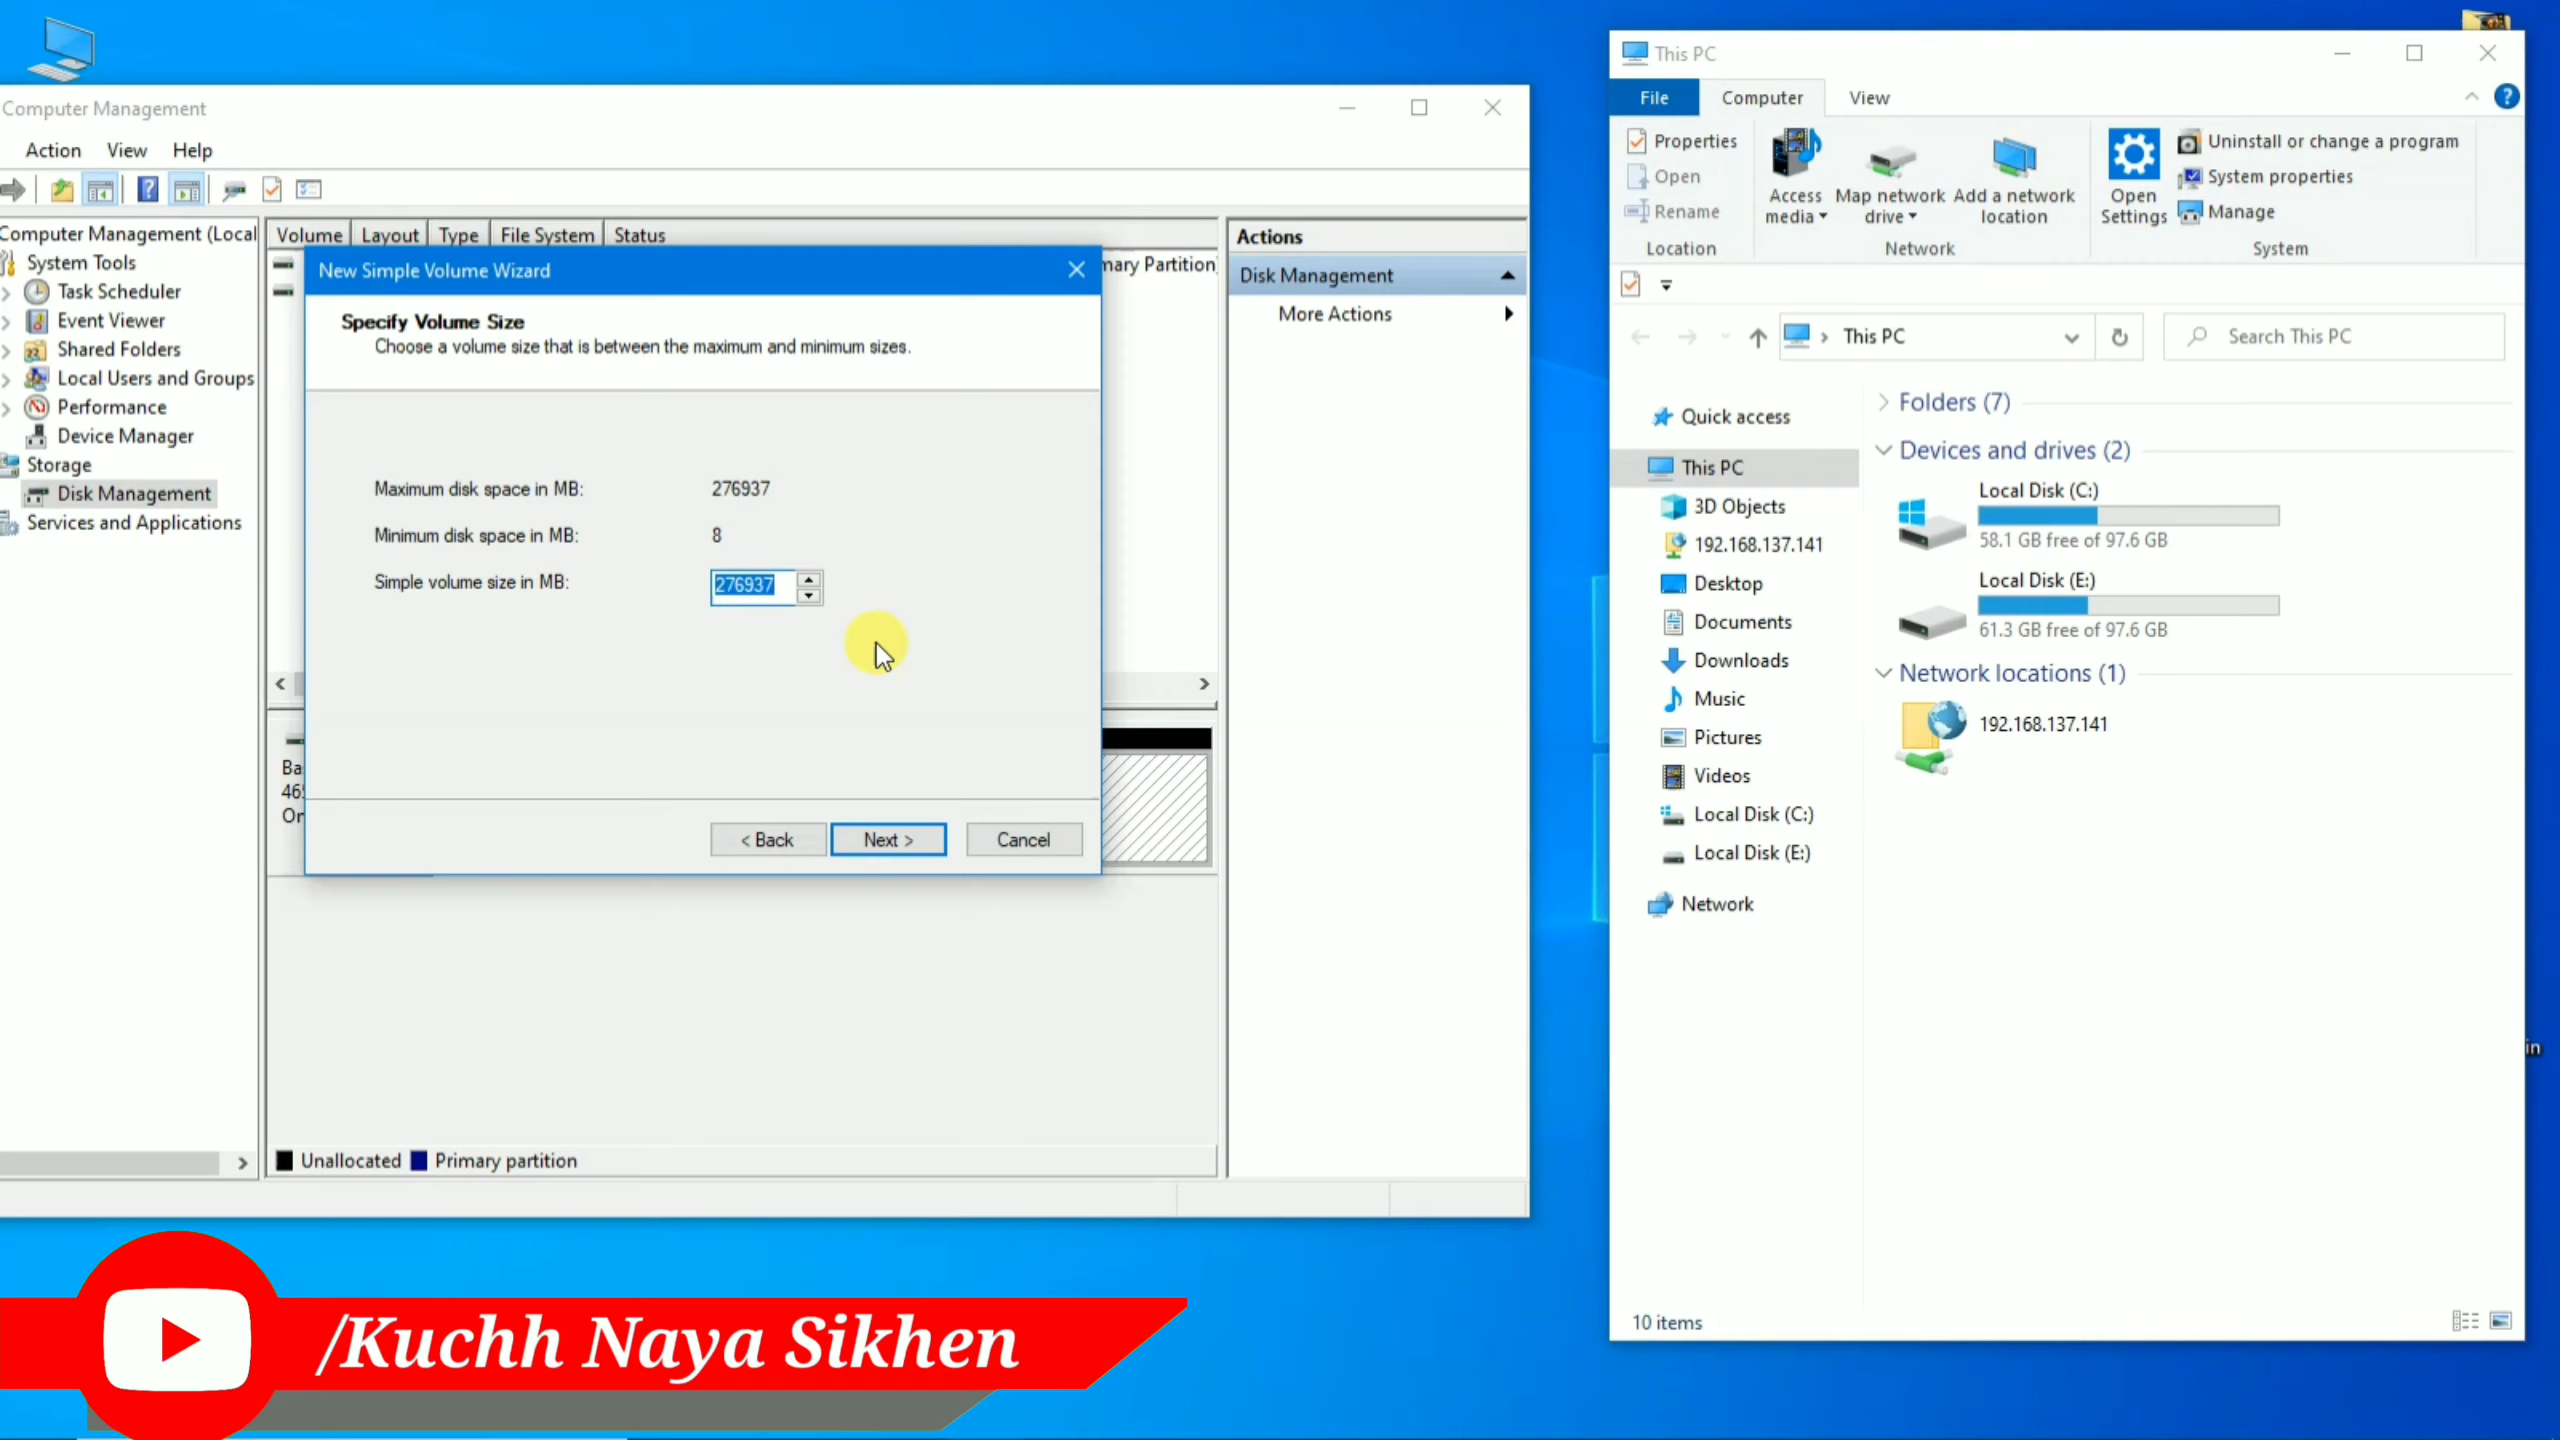 Computer Management
Action View Help
Computer Management (Local
System Tools
Task Scheduler
Event Viewer
Shared Folders
Local Users and Groups
Performance
Device Manager
Storage
Disk Management
Services and Applications
Volume Layout Type File System Status
mary Partition)
New Simple Volume Wizard
Specify Volume Size
Choose a volume size that is between the maximum and minimum sizes.
Maximum disk space in MB: 276937
Minimum disk space in MB: 8
Simple volume size in MB: 276937
< Back Next > Cancel
Ba
46
On
Unallocated Primary partition
Actions
Disk Management
More Actions
This PC
File Computer View
Properties
Open
Rename
Location
Access media
Map network drive
Add a network location
Network
Open Settings
Uninstall or change a program
System properties
Manage
System
This PC
Search This PC
Quick access
This PC
3D Objects
192.168.137.141
Desktop
Documents
Downloads
Music
Pictures
Videos
Local Disk (C:)
Local Disk (E:)
Network
Folders (7)
Devices and drives (2)
Local Disk (C:)
58.1 GB free of 97.6 GB
Local Disk (E:)
61.3 GB free of 97.6 GB
Network locations (1)
192.168.137.141
10 items
in
/Kuchh Naya Sikhen